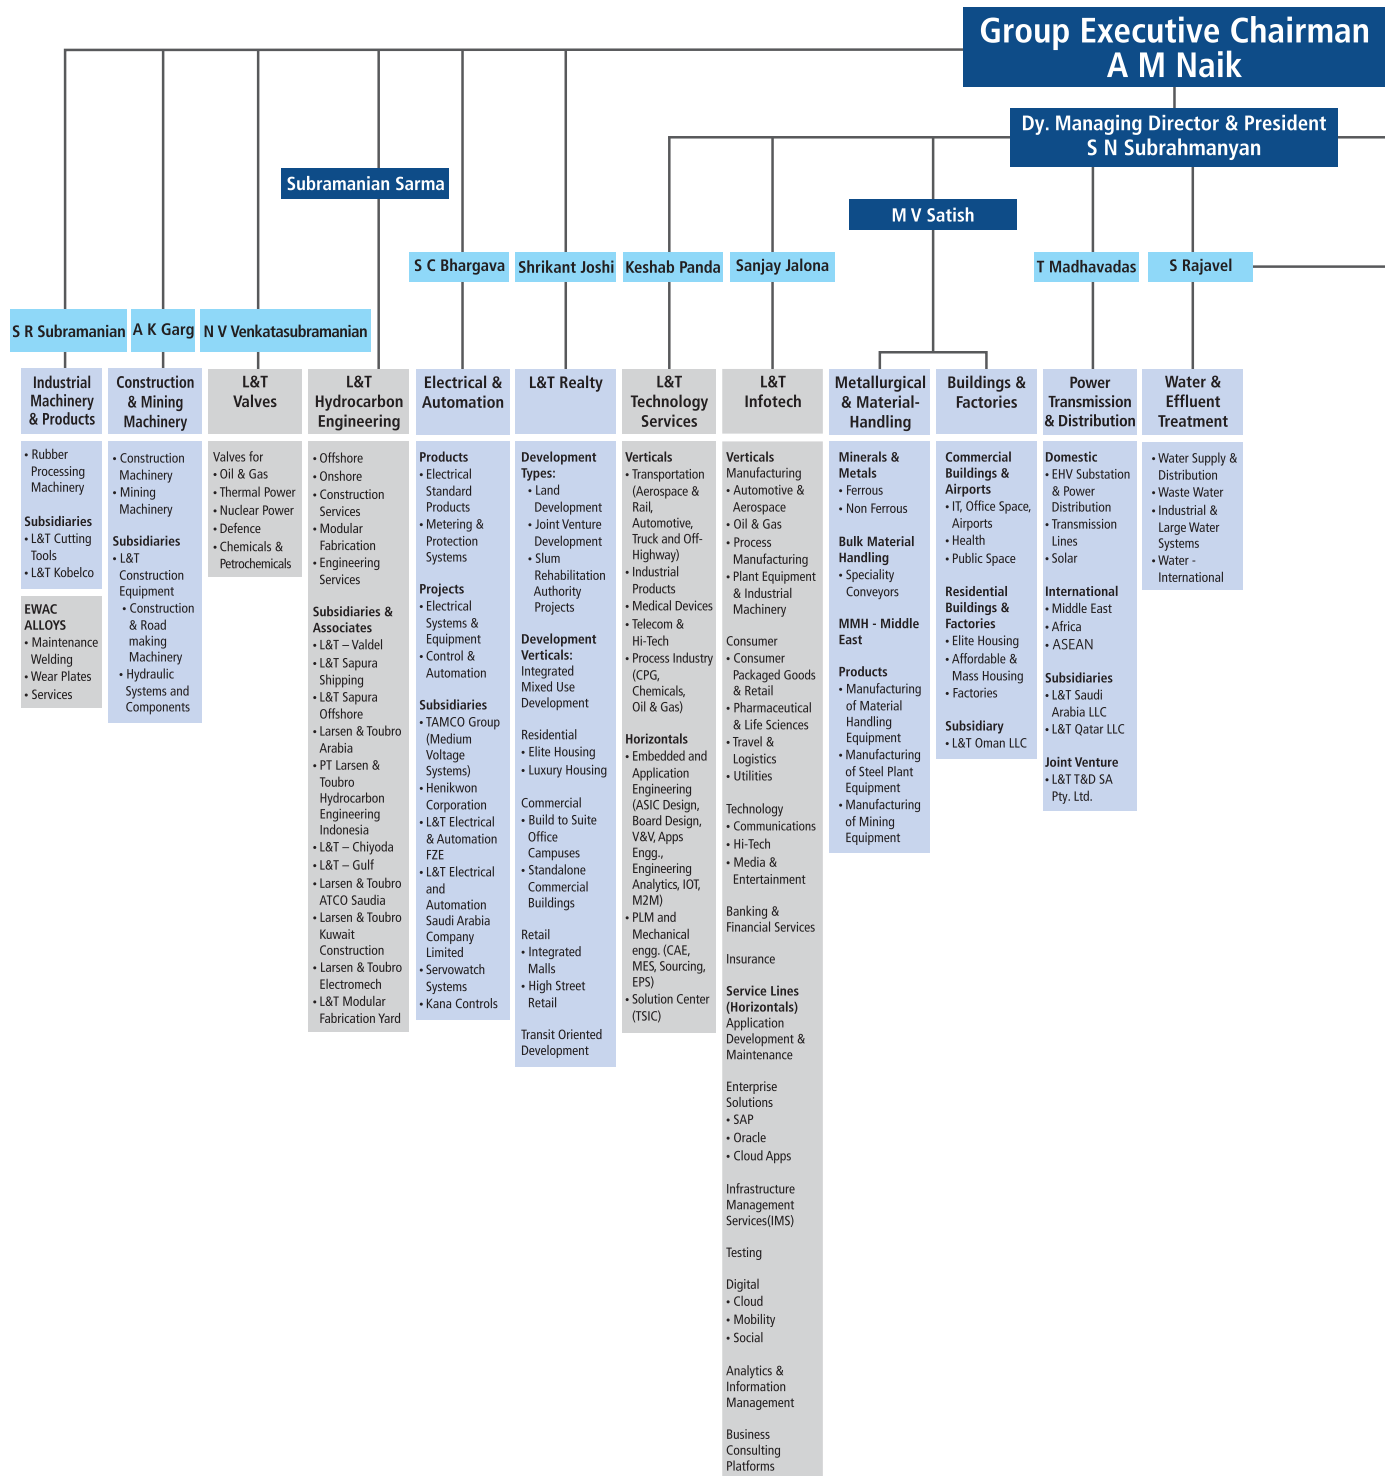 Group Executive Chairman
A M Naik
Dy. Managing Director & President
S N Subrahmanyan
Subramanian Sarma
M V Satish
S C Bhargava
Shrikant Joshi
Keshab Panda
Sanjay Jalona
T Madhavadas
S Rajavel
S R Subramanian
A K Garg
N V Venkatasubramanian
Industrial
Machinery
& Products
• Rubber
Processing
Machinery
Subsidiaries
• L&T Cutting
Tools
• L&T Kobelco
EWAC
ALLOYS
• Maintenance
Welding
• Wear Plates
• Services
Construction
& Mining
Machinery
• Construction
Machinery
• Mining
Machinery
Subsidiaries
• L&T
Construction
Equipment
• Construction
& Road
making
Machinery
• Hydraulic
Systems and
Components
L&T
Valves
Valves for
• Oil & Gas
• Thermal Power
• Nuclear Power
• Defence
• Chemicals &
Petrochemicals
L&T
Hydrocarbon
Engineering
• Offshore
• Onshore
• Construction
Services
• Modular
Fabrication
• Engineering
Services
Subsidiaries &
Associates
• L&T – Valdel
• L&T Sapura
Shipping
• L&T Sapura
Offshore
• Larsen & Toubro
Arabia
• PT Larsen &
Toubro
Hydrocarbon
Engineering
Indonesia
• L&T – Chiyoda
• L&T – Gulf
• Larsen & Toubro
ATCO Saudia
• Larsen & Toubro
Kuwait
Construction
• Larsen & Toubro
Electromech
• L&T Modular
Fabrication Yard
Electrical &
Automation
Products
• Electrical
Standard
Products
• Metering &
Protection
Systems
Projects
• Electrical
Systems &
Equipment
• Control &
Automation
Subsidiaries
• TAMCO Group
(Medium
Voltage
Systems)
• Henikwon
Corporation
• L&T Electrical
& Automation
FZE
• L&T Electrical
and
Automation
Saudi Arabia
Company
Limited
• Servowatch
Systems
• Kana Controls
L&T Realty
Development
Types:
• Land
Development
• Joint Venture
Development
• Slum
Rehabilitation
Authority
Projects
Development
Verticals:
Integrated
Mixed Use
Development
Residential
• Elite Housing
• Luxury Housing
Commercial
• Build to Suite
Office
Campuses
• Standalone
Commercial
Buildings
Retail
• Integrated
Malls
• High Street
Retail
Transit Oriented
Development
L&T
Technology
Services
Verticals
• Transportation
(Aerospace &
Rail,
Automotive,
Truck and Off-
Highway)
• Industrial
Products
• Medical Devices
• Telecom &
Hi-Tech
• Process Industry
(CPG,
Chemicals,
Oil & Gas)
Horizontals
• Embedded and
Application
Engineering
(ASIC Design,
Board Design,
V&V, Apps
Engg.,
Engineering
Analytics, IOT,
M2M)
• PLM and
Mechanical
engg. (CAE,
MES, Sourcing,
EPS)
• Solution Center
(TSIC)
L&T
Infotech
Verticals
Manufacturing
• Automotive &
Aerospace
• Oil & Gas
• Process
Manufacturing
• Plant Equipment
& Industrial
Machinery
Consumer
• Consumer
Packaged Goods
& Retail
• Pharmaceutical
& Life Sciences
• Travel &
Logistics
• Utilities
Technology
• Communications
• Hi-Tech
• Media &
Entertainment
Banking &
Financial Services
Insurance
Service Lines
(Horizontals)
Application
Development &
Maintenance
Enterprise
Solutions
• SAP
• Oracle
• Cloud Apps
Infrastructure
Management
Services(IMS)
Testing
Digital
• Cloud
• Mobility
• Social
Analytics &
Information
Management
Business
Consulting
Platforms
Metallurgical
& Material-
Handling
Minerals &
Metals
• Ferrous
• Non Ferrous
Bulk Material
Handling
• Speciality
Conveyors
MMH - Middle
East
Products
• Manufacturing
of Material
Handling
Equipment
• Manufacturing
of Steel Plant
Equipment
• Manufacturing
of Mining
Equipment
Buildings &
Factories
Commercial
Buildings &
Airports
• IT, Office Space,
Airports
• Health
• Public Space
Residential
Buildings &
Factories
• Elite Housing
• Affordable &
Mass Housing
• Factories
Subsidiary
• L&T Oman LLC
Power
Transmission
& Distribution
Domestic
• EHV Substation
& Power
Distribution
• Transmission
Lines
• Solar
International
• Middle East
• Africa
• ASEAN
Subsidiaries
• L&T Saudi
Arabia LLC
• L&T Qatar LLC
Joint Venture
• L&T T&D SA
Pty. Ltd.
Water &
Effluent
Treatment
• Water Supply &
Distribution
• Waste Water
• Industrial &
Large Water
Systems
• Water -
International